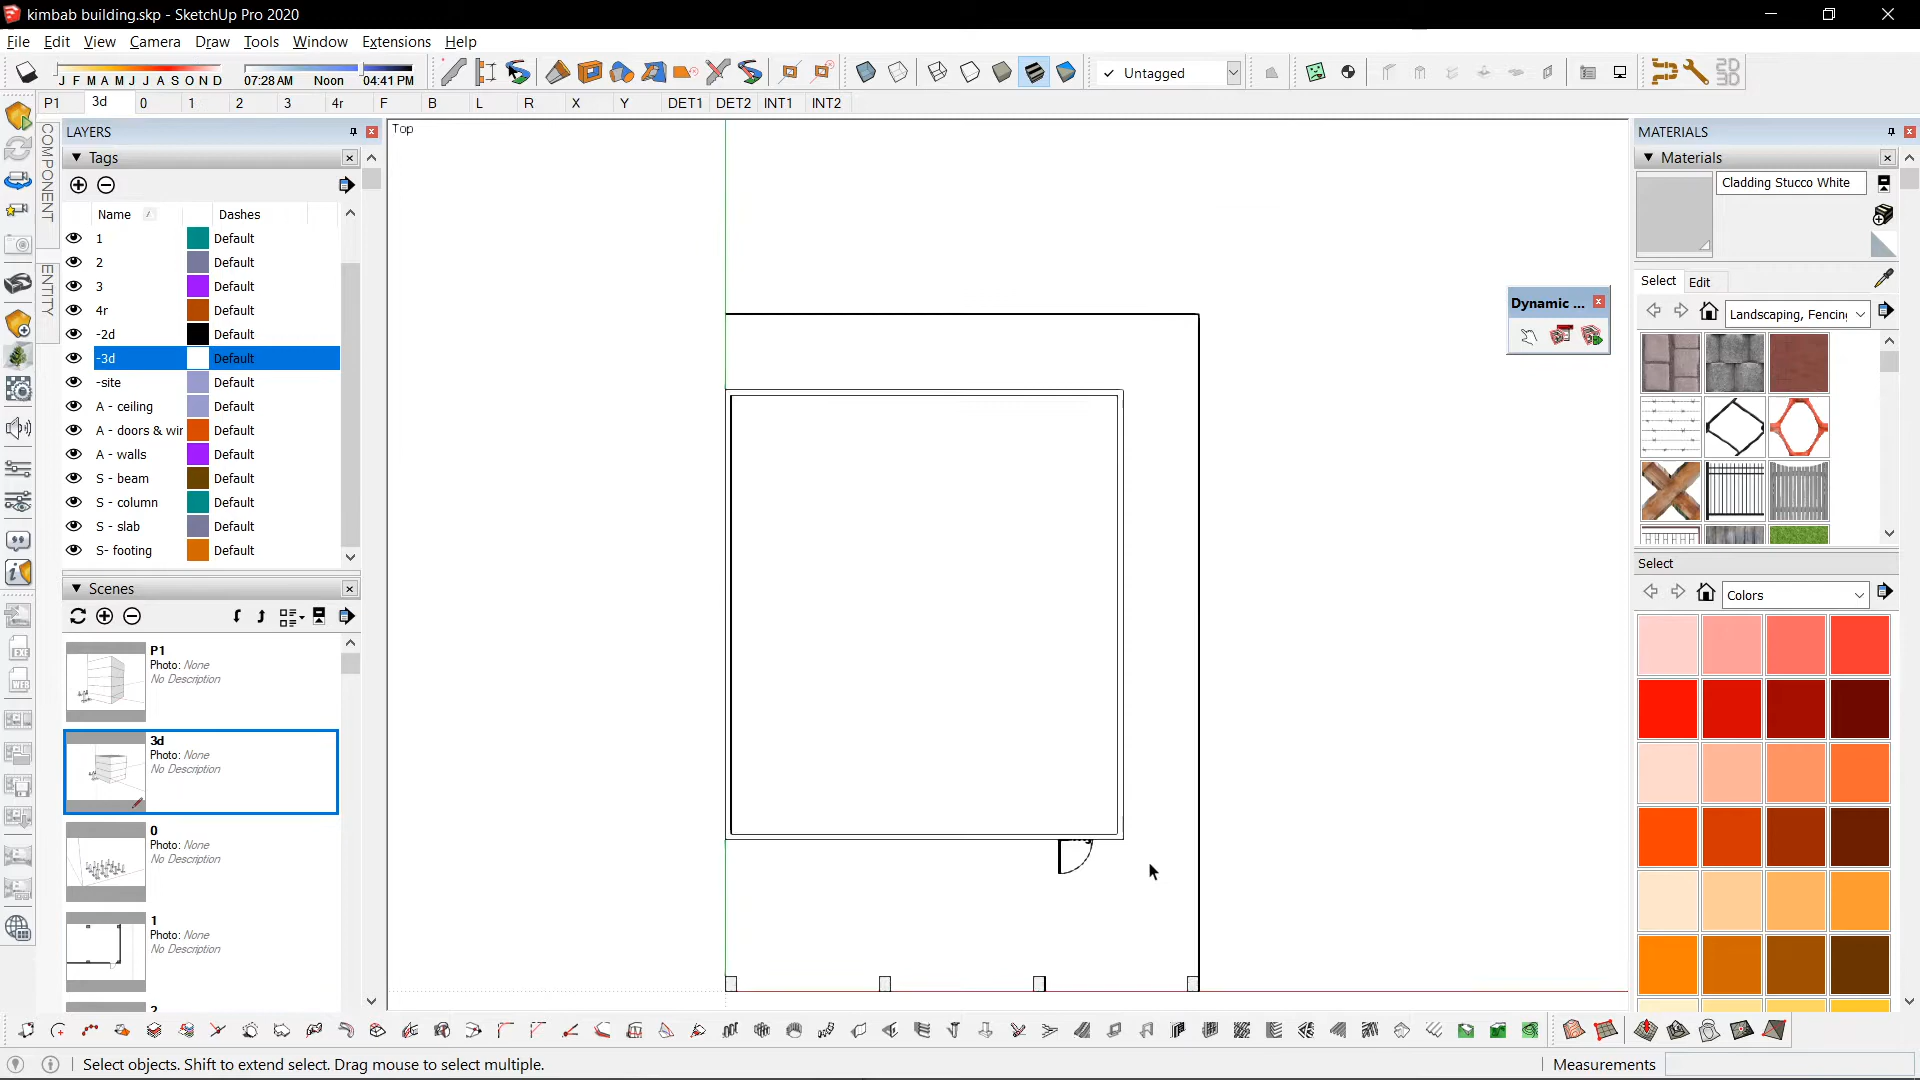 kimbab building.skp - SketchUp Pro 2020
File Edit View Camera Draw Tools Window Extensions Help
J F M A M J J A S O N D 07:28 AM Noon 04:41 PM ✓ Untagged
P1 3d 0 1 2 3 4r F B L R X Y DET1 DET2 INT1 INT2
COMPONENT
ENTITY
LAYERS
Tags
Name Dashes
1 Default
2 Default
3 Default
4r Default
-2d Default
-3d Default
-site Default
A - ceiling Default
A - doors & wir Default
A - walls Default
S - beam Default
S - column Default
S - slab Default
S- footing Default
Scenes
P1
Photo: None
No Description
3d
Photo: None
No Description
0
Photo: None
No Description
1
Photo: None
No Description
Top
Dynamic ...
MATERIALS
Materials
Cladding Stucco White
Select Edit
Landscaping, Fencin
Select
Colors
Select objects. Shift to extend select. Drag mouse to select multiple.
Measurements